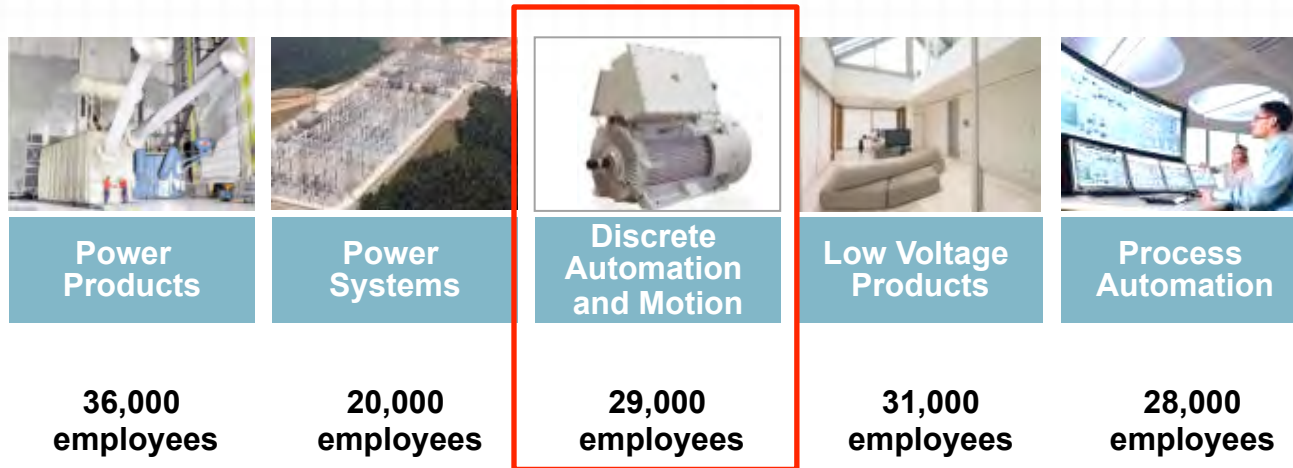 Power
Products
Power
Systems
Discrete
Automation
and Motion
Low Voltage
Products
Process
Automation
36,000
employees
20,000
employees
29,000
employees
31,000
employees
28,000
employees